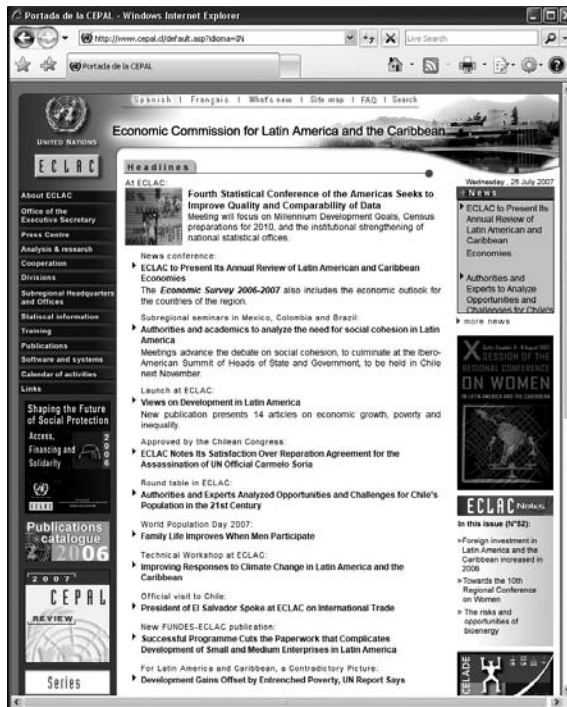 Portada de la CEPAL - Windows Internet Explorer
http://www.cepal.cl/default.asp?idioma=IN
Live Search
Portada de la CEPAL
Spanish | Français | What's new | Site map | FAQ | Search
UNITED NATIONS
Economic Commission for Latin America and the Caribbean
ECLAC
About ECLAC
Office of the
Executive Secretary
Press Centre
Analysis & research
Cooperation
Divisions
Subregional Headquarters
and Offices
Statiscal information
Training
Publications
Software and systems
Calendar of activities
Links
Shaping the Future
of Social Protection
Access,
Financing and
Solidarity
2006
ECLAC
Publications
catalogue
2006
2007
CEPAL
REVIEW
Series
Headlines
At ECLAC:
Fourth Statistical Conference of the Americas Seeks to
Improve Quality and Comparability of Data
Meeting will focus on Millennium Development Goals, Census
preparations for 2010, and the institutional strengthening of
national statistical offices.
News conference:
ECLAC to Present Its Annual Review of Latin American and Caribbean
Economies
The Economic Survey 2006-2007 also includes the economic outlook for
the countries of the region.
Subregional seminars in Mexico, Colombia and Brazil:
Authorities and academics to analyze the need for social cohesion in Latin
America
Meetings advance the debate on social cohesion, to culminate at the Ibero-
American Summit of Heads of State and Government, to be held in Chile
next November.
Launch at ECLAC:
Views on Development in Latin America
New publication presents 14 articles on economic growth, poverty and
inequality.
Approved by the Chilean Congress:
ECLAC Notes Its Satisfaction Over Reparation Agreement for the
Assassination of UN Official Carmelo Soria
Round table in ECLAC:
Authorities and Experts Analyzed Opportunities and Challenges for Chile's
Population in the 21st Century
World Population Day 2007:
Family Life Improves When Men Participate
Technical Workshop at ECLAC:
Improving Responses to Climate Change in Latin America and the
Caribbean
Official visit to Chile:
President of El Salvador Spoke at ECLAC on International Trade
New FUNDES-ECLAC publication:
Successful Programme Cuts the Paperwork that Complicates
Development of Small and Medium Enterprises in Latin America
For Latin America and Caribbean, a Contradictory Picture:
Development Gains Offset by Entrenched Poverty, UN Report Says
Wednesday, 25 July 2007
News
ECLAC to Present Its
Annual Review of
Latin American and
Caribbean
Economies
Authorities and
Experts to Analyze
Opportunities and
Challenges for Chile's
more news
X
SESSION OF THE
REGIONAL CONFERENCE
ON WOMEN
IN LATIN AMERICA AND THE CARIBBEAN
ECLAC Notes
In this issue (N°52):
»Foreign investment in
Latin America and the
Caribbean increased in
2006
»Towards the 10th
Regional Conference
on Women
» The risks and
opportunities of
bioenergy
CELADE